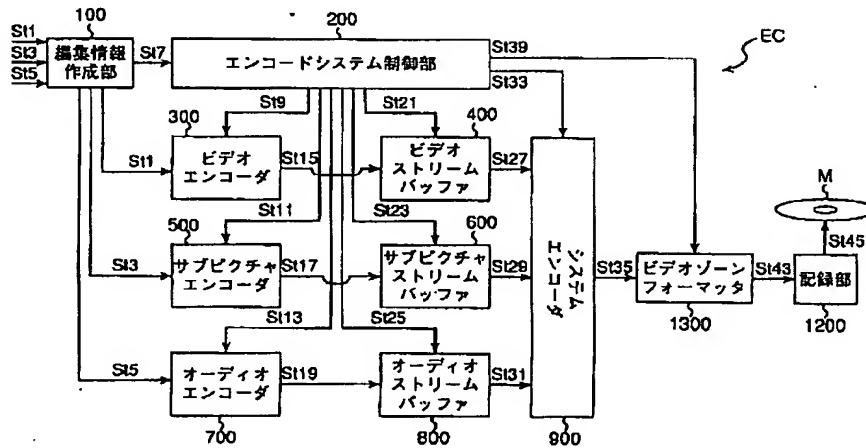 St1
St3
St5
100
編集情報
作成部
St7
200
エンコードシステム制御部
St39
St33
EC
St9
St21
300
ビデオ
エンコーダ
St1
St15
400
ビデオ
ストリーム
バッファ
St27
St11
St23
500
サブピクチャ
エンコーダ
St3
St17
600
サブピクチャ
ストリーム
バッファ
St29
St13
St25
オーディオ
エンコーダ
St5
700
St19
オーディオ
ストリーム
バッファ
800
St31
システム
エンコーダ
900
St35
ビデオゾーン
フォーマッタ
1300
St43
記録部
1200
St45
M